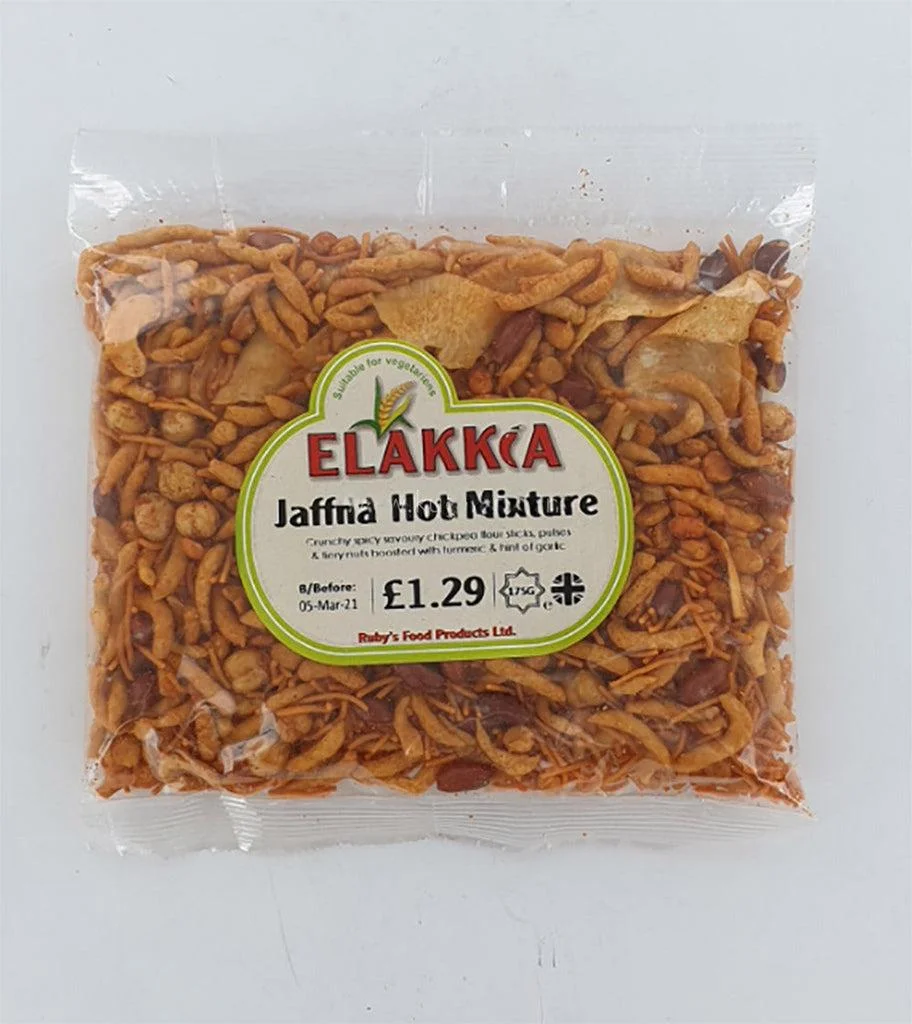 Suitable for vegetarians
ELAKKIA
Jaffna Hot Mixture
Crunchy spicy savoury chickpea flour sticks, pulses
& fiery nuts boosted with turmeric & hint of garlic
B/Before:
05-Mar-21
£1.29
175G e
Ruby's Food Products Ltd.